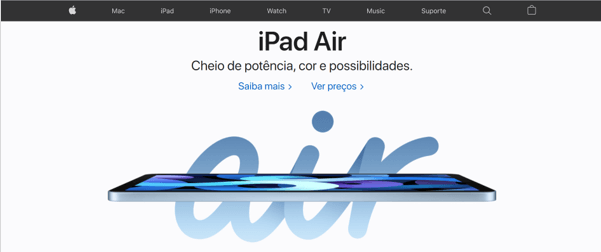 Mac iPad iPhone Watch TV Music Suporte
iPad Air
Cheio de potência, cor e possibilidades.
Saiba mais > Ver preços >
air